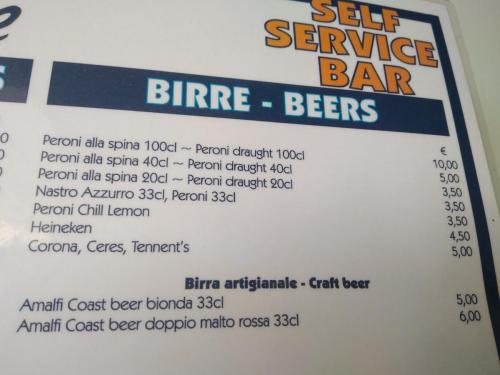 e
SELF
SERVICE
BAR
S
BIRRE - BEERS
€
Peroni alla spina 100cl ~ Peroni draught 100cl 10,00
Peroni alla spina 40cl ~ Peroni draught 40cl 5,00
Peroni alla spina 20cl ~ Peroni draught 20cl 3,50
Nastro Azzurro 33cl, Peroni 33cl 3,50
Peroni Chill Lemon 3,50
Heineken 4,50
Corona, Ceres, Tennent's 5,00
Birra artigianale - Craft beer
Amalfi Coast beer bionda 33cl 5,00
Amalfi Coast beer doppio malto rossa 33cl 6,00